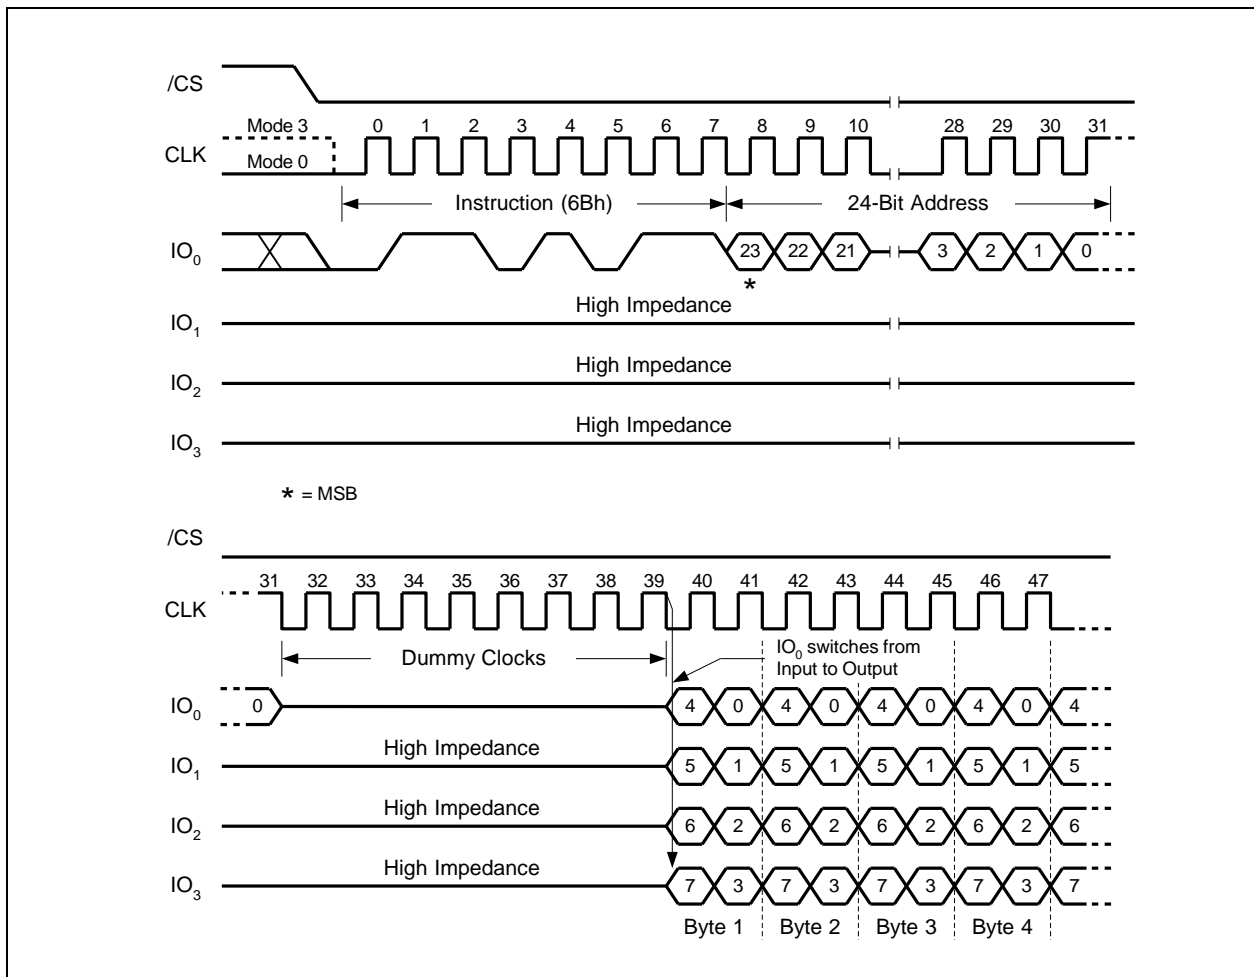 /CS
Mode 3 0 1 2 3 4 5 6 7 8 9 10 28 29 30 31
CLK
Mode 0
Instruction (6Bh) 24-Bit Address
IO0 23 22 21 3 2 1 0
*
High Impedance
IO1
High Impedance
IO2
High Impedance
IO3
* = MSB
/CS
31 32 33 34 35 36 37 38 39 40 41 42 43 44 45 46 47
CLK
Dummy Clocks
IO0 switches from
Input to Output
IO0 0 4 0 4 0 4 0 4 0 4
High Impedance
IO1 5 1 5 1 5 1 5 1 5
High Impedance
IO2 6 2 6 2 6 2 6 2 6
High Impedance
IO3 7 3 7 3 7 3 7 3 7
Byte 1 Byte 2 Byte 3 Byte 4